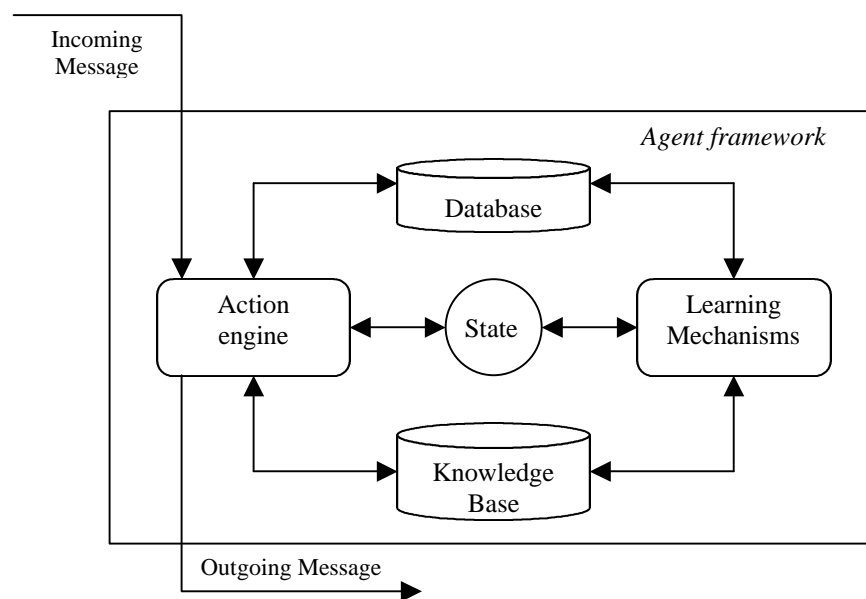 Incoming
Message
Agent framework
Database
Action
engine
State
Learning
Mechanisms
Knowledge
Base
Outgoing Message